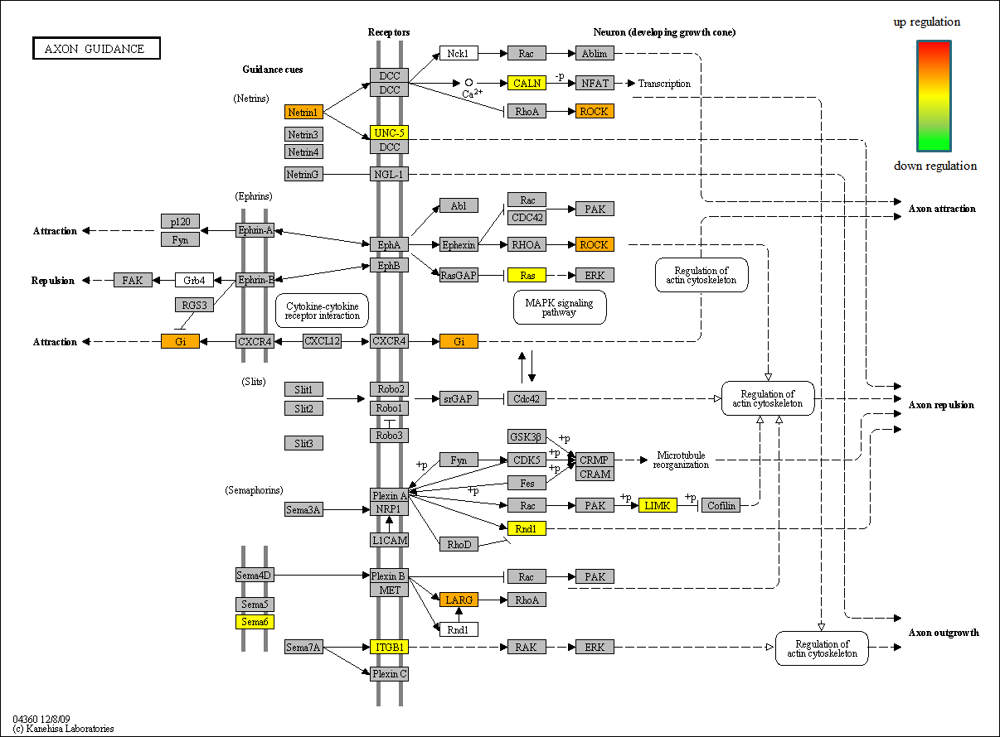 AXON GUIDANCE
up regulation
down regulation
Receptors
Neuron (developing growth cone)
Guidance cues
(Netrins)
Netrin1
Netrin3
Netrin4
NetrinG
DCC
DCC
UNC-5
DCC
NGL-1
Nck1
Rac
Ablim
Ca2+
CALN
-p
NFAT
Transcription
RhoA
ROCK
Axon attraction
(Ephrins)
Attraction
p120
Fyn
Ephrin-A
EphA
EphB
Abl
Rac
CDC42
PAK
Ephexin
RHOA
ROCK
RasGAP
Ras
ERK
Repulsion
FAK
Grb4
Ephrin-B
RGS3
Cytokine-cytokine
receptor interaction
MAPK signaling
pathway
Regulation of
actin cytoskeleton
Attraction
Gi
CXCR4
CXCL12
CXCR4
Gi
(Slits)
Slit1
Slit2
Slit3
Robo2
Robo1
Robo3
srGAP
Cdc42
Regulation of
actin cytoskeleton
Axon repulsion
GSK3β
+p
Fyn
+p
CDK5
+p
CRMP
CRAM
Microtubule
reorganization
Fes
+p
+p
(Semaphorins)
Sema3A
Plexin A
NRP1
L1CAM
Rac
PAK
+p
LIMK
+p
Cofilin
Rnd1
RhoD
Sema4D
Sema5
Sema6
Plexin B
MET
Rac
PAK
LARG
RhoA
Rnd1
Sema7A
ITGB1
Plexin C
RAK
ERK
Regulation of
actin cytoskeleton
Axon outgrowth
04360 12/8/09
(c) Kanehisa Laboratories